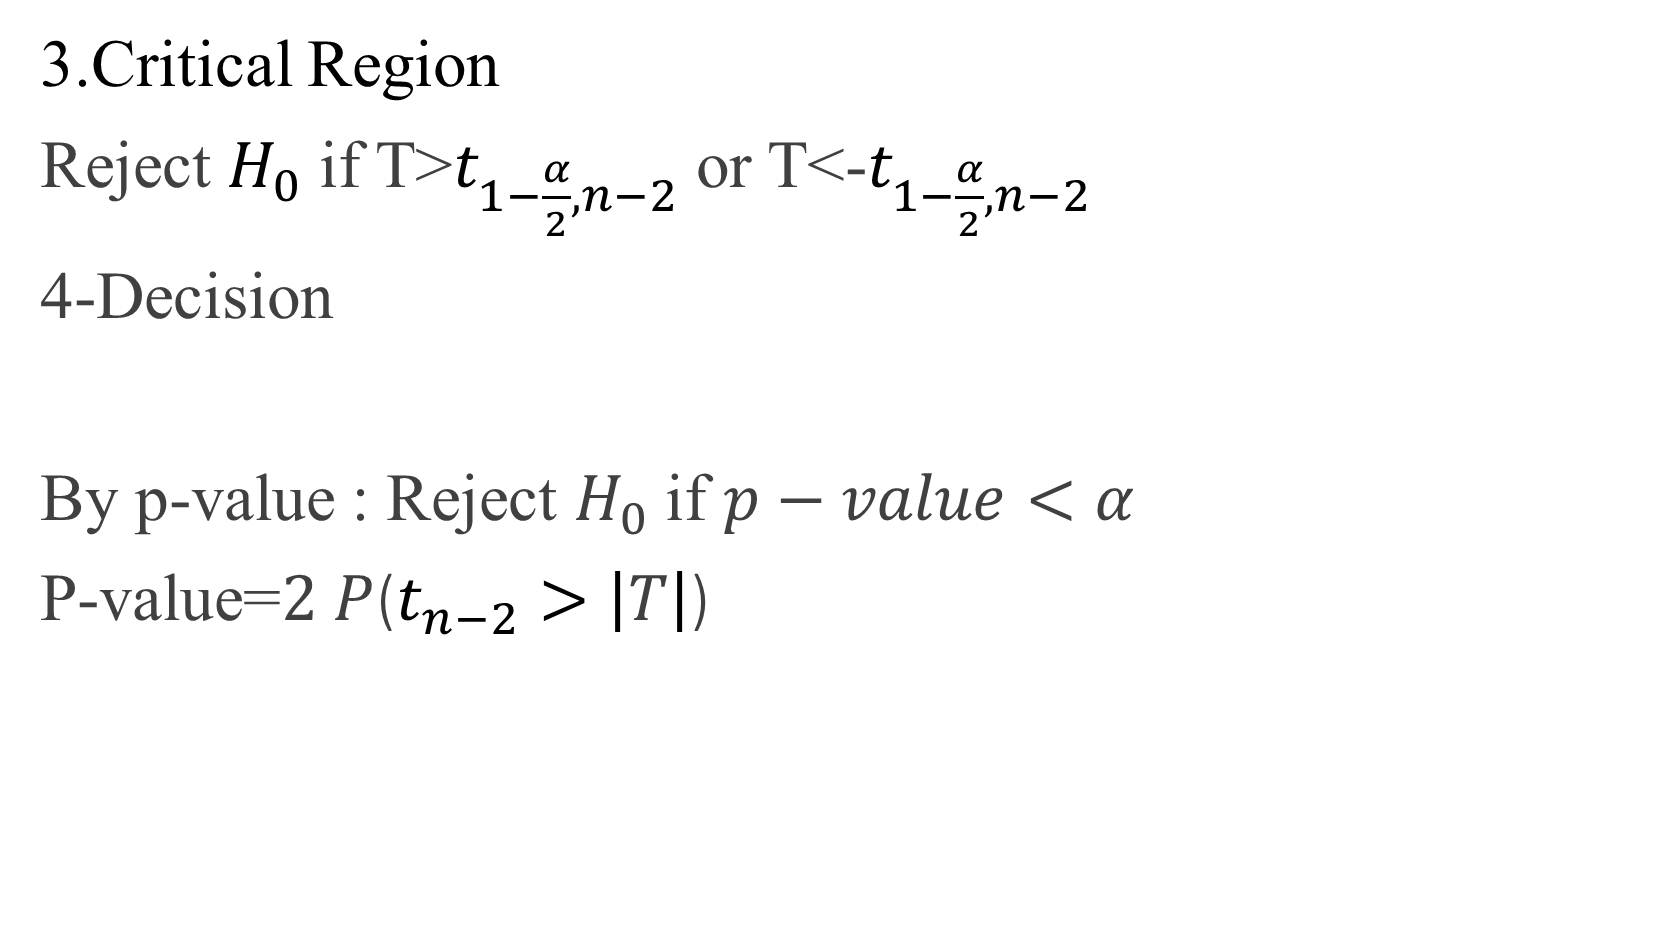 3.Critical Region
Reject H₀ if T>t₁₋α/₂,ₙ₋₂ or T<-t₁₋α/₂,ₙ₋₂
4-Decision
By p-value : Reject H₀ if p − value < α
P-value=2 P(tₙ₋₂ > |T|)